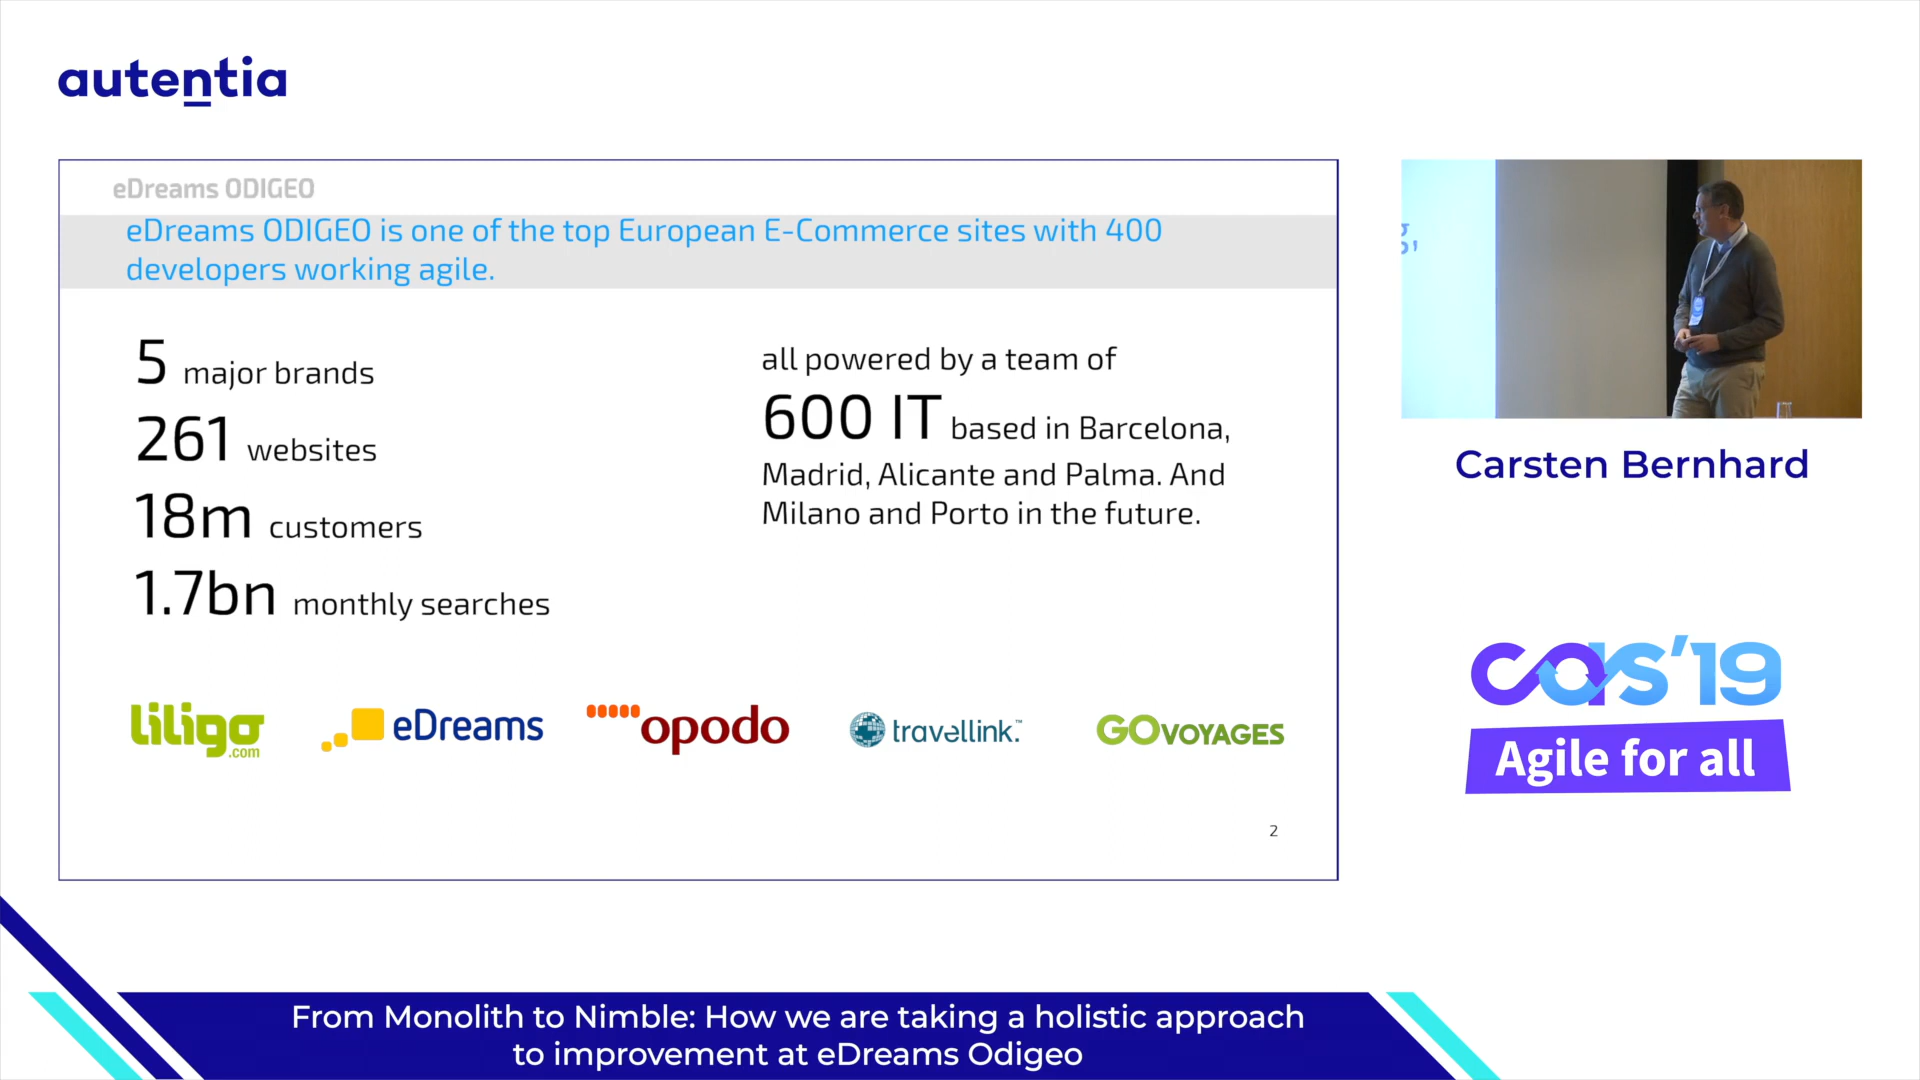 autentia
eDreams ODIGEO
eDreams ODIGEO is one of the top European E-Commerce sites with 400
developers working agile.
5 major brands
261 websites
18m customers
1.7bn monthly searches
all powered by a team of
600 IT based in Barcelona,
Madrid, Alicante and Palma. And
Milano and Porto in the future.
liligo
.com
eDreams
opodo
travellink.™
GOVOYAGES
2
Carsten Bernhard
cas'19
Agile for all
From Monolith to Nimble: How we are taking a holistic approach
to improvement at eDreams Odigeo